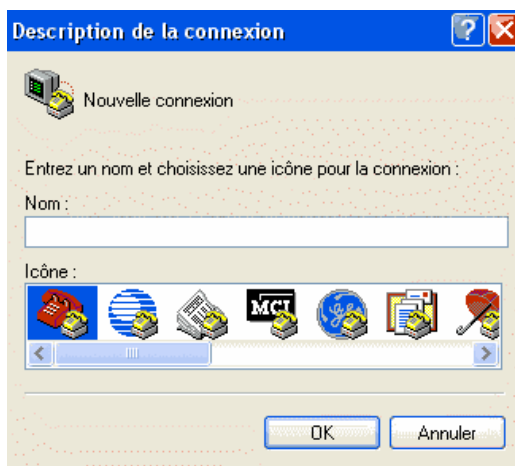 Description de la connexion
Nouvelle connexion
Entrez un nom et choisissez une icône pour la connexion :
Nom :
Icône :
MCI
OK
Annuler